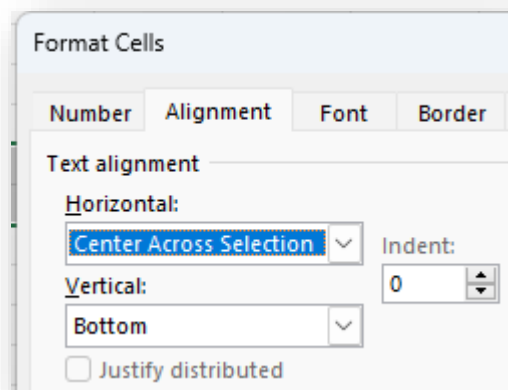 Format Cells
Number Alignment Font Border
Text alignment
Horizontal:
Center Across Selection Indent:
0
Vertical:
Bottom
Justify distributed